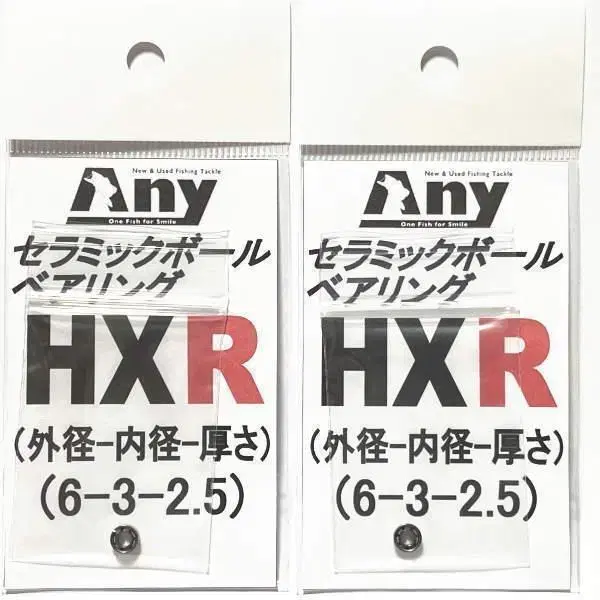 New & Used Fishing Tackle
Any
One Fish for Smile
セラミックボール
ベアリング
HXR
(外径-内径-厚さ)
(6-3-2.5)
New & Used Fishing Tackle
Any
One Fish for Smile
セラミックボール
ベアリング
HXR
(外径-内径-厚さ)
(6-3-2.5)